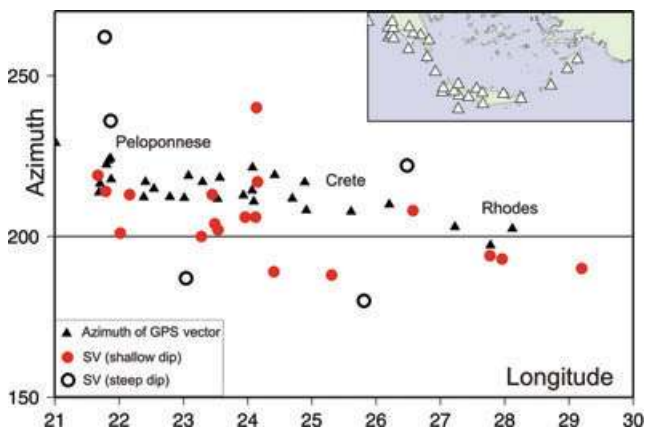 250
200
150
Azimuth
Peloponnese
Crete
Rhodes
Azimuth of GPS vector
SV (shallow dip)
SV (steep dip)
Longitude
21 22 23 24 25 26 27 28 29 30